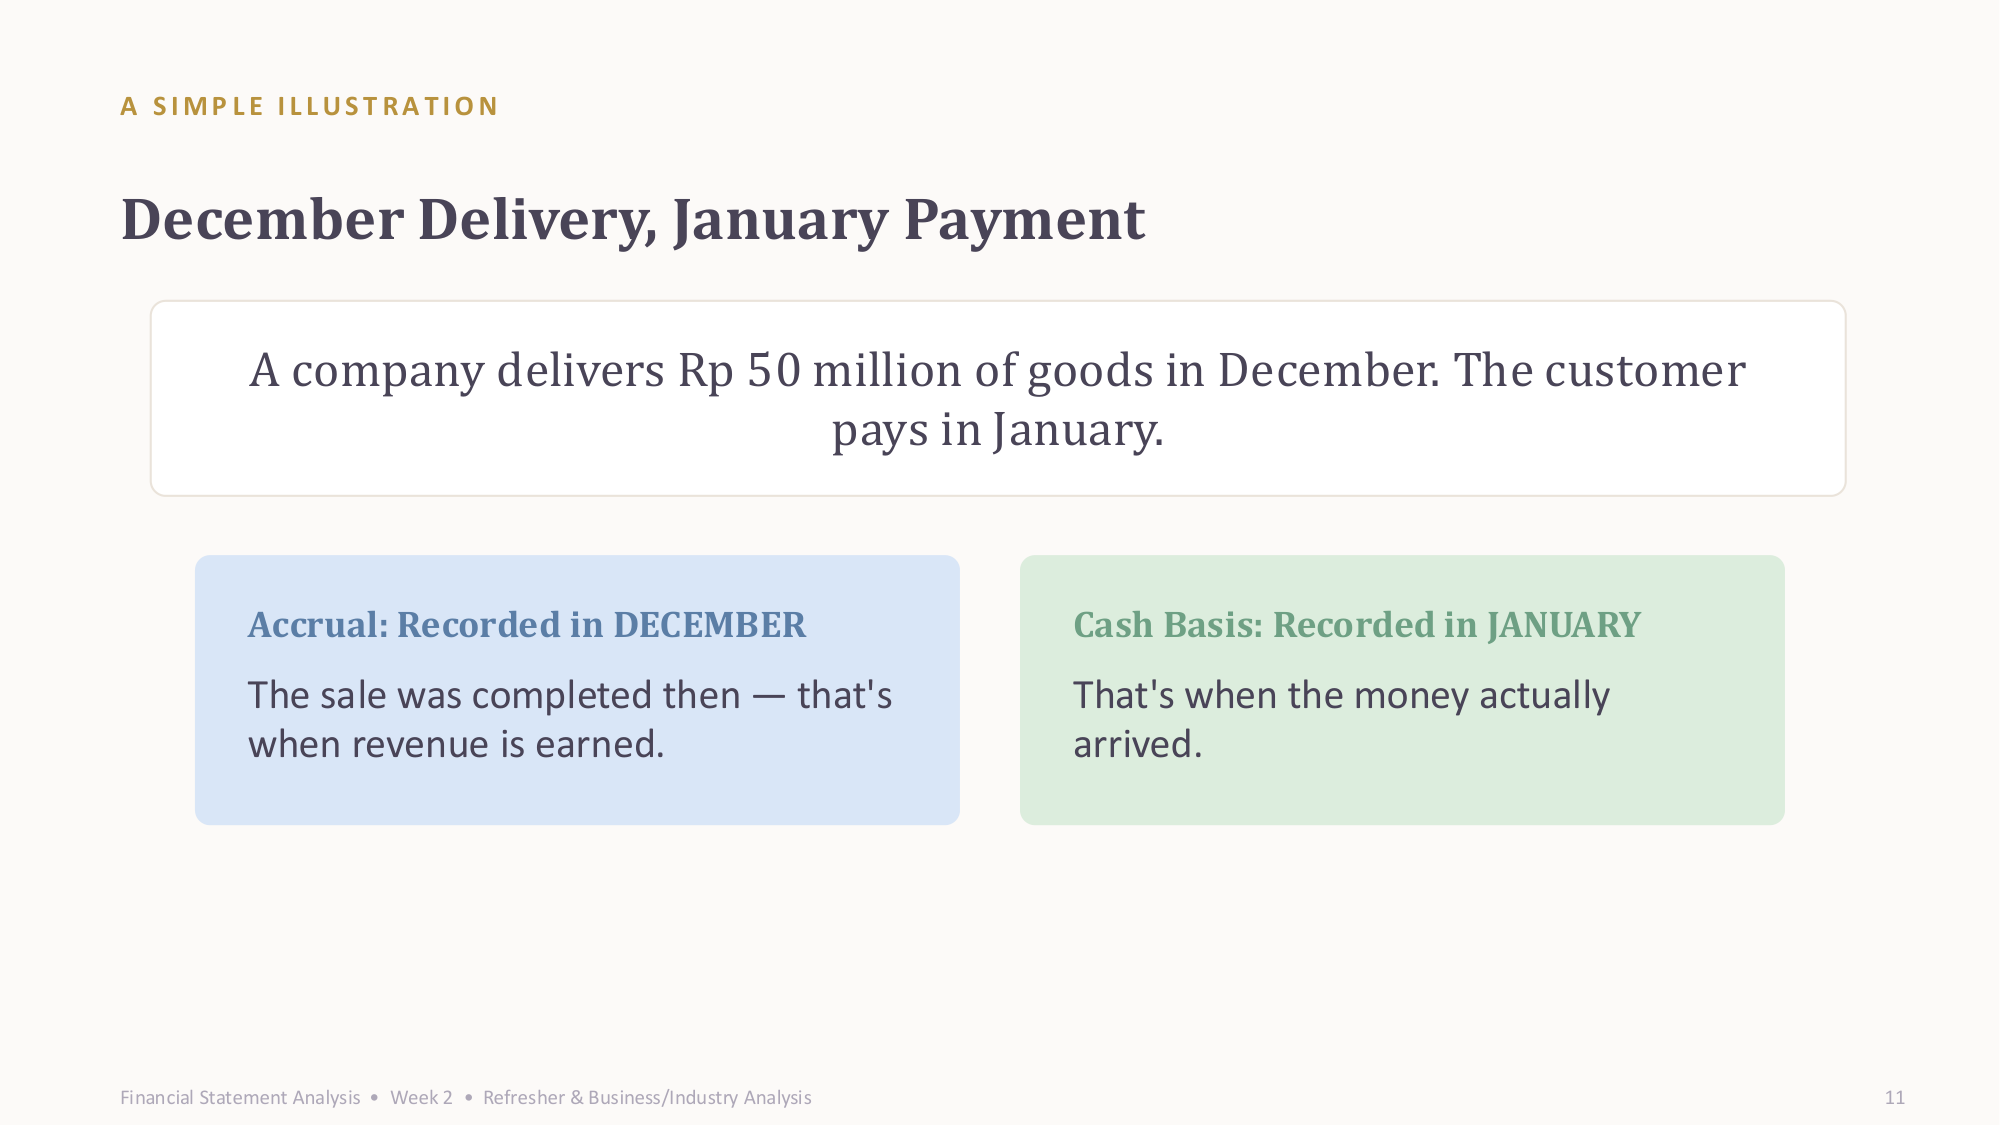 A SIMPLE ILLUSTRATION
December Delivery, January Payment
A company delivers Rp 50 million of goods in December. The customer
pays in January.
Accrual: Recorded in DECEMBER
The sale was completed then — that's
when revenue is earned.
Cash Basis: Recorded in JANUARY
That's when the money actually
arrived.
Financial Statement Analysis • Week 2 • Refresher & Business/Industry Analysis
11